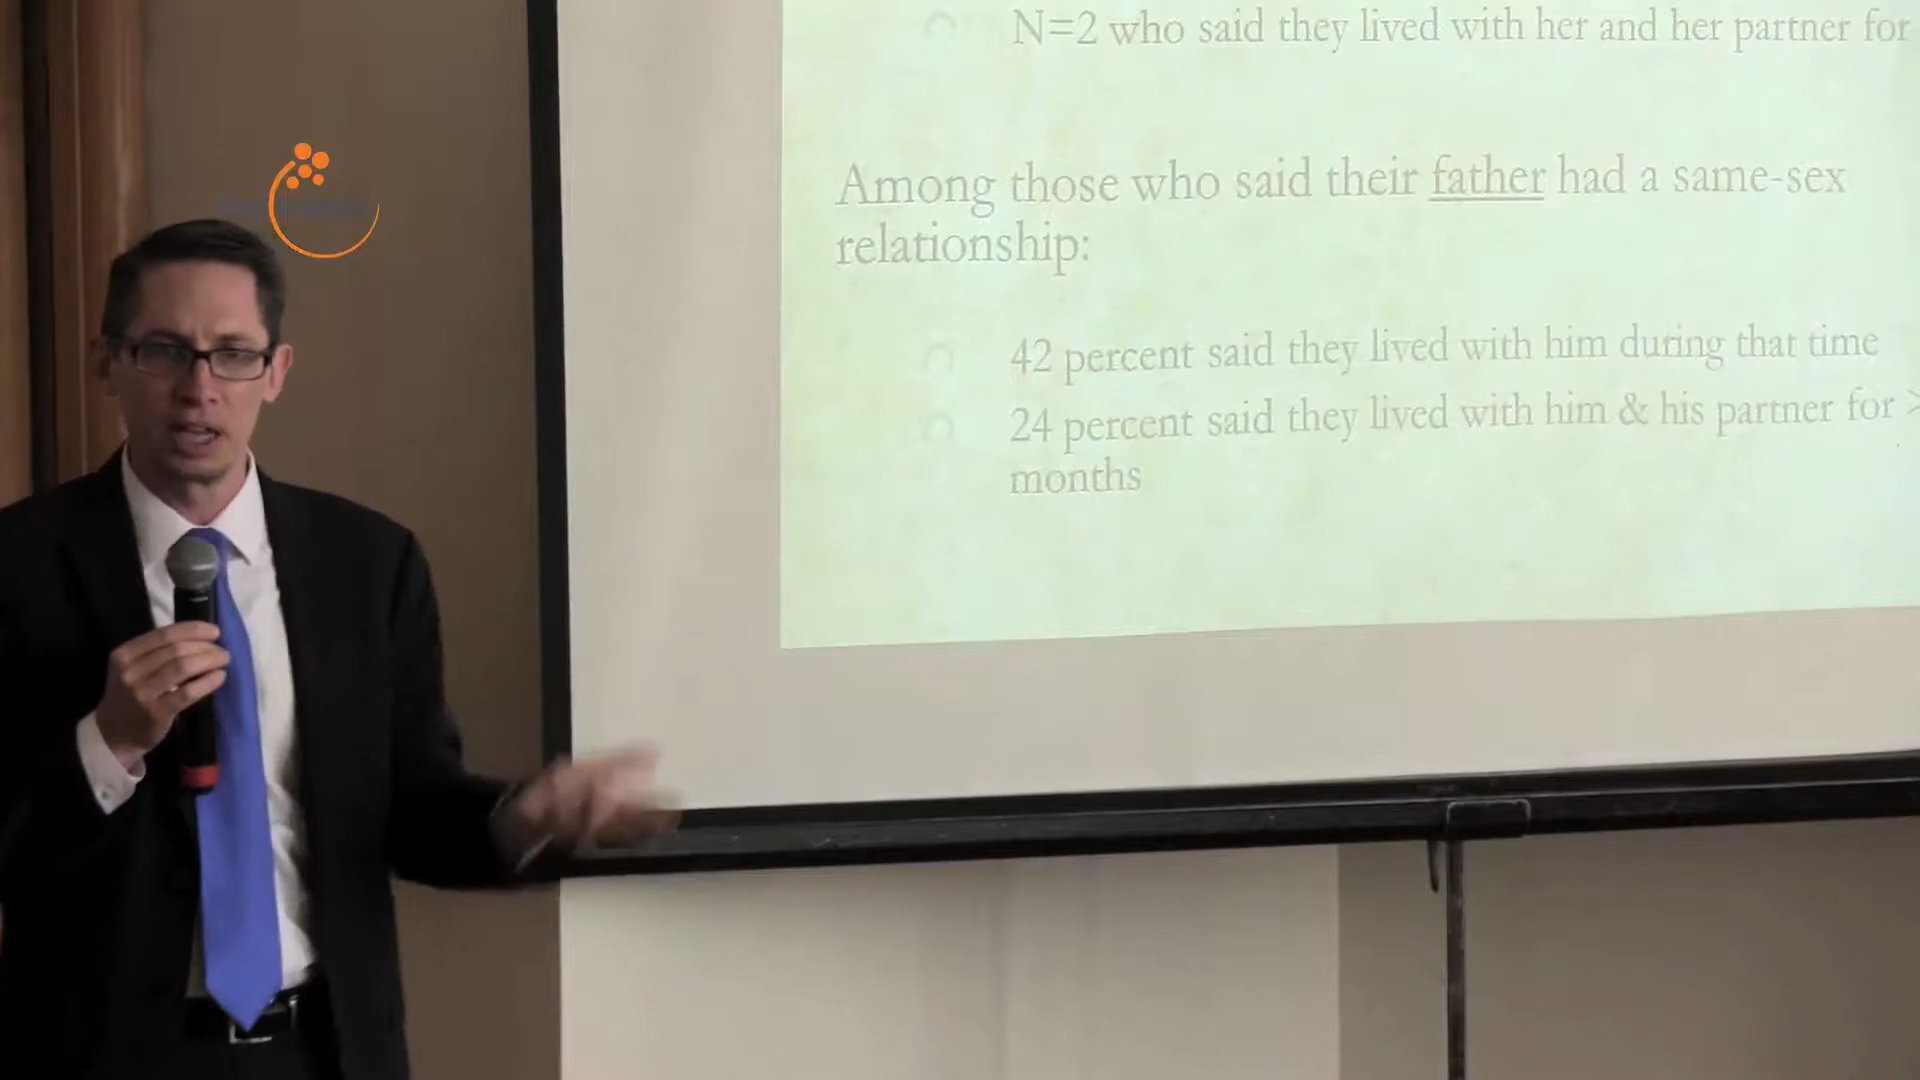 N=2 who said they lived with her and her partner for
Among those who said their father had a same-sex
relationship:
42 percent said they lived with him during that time
24 percent said they lived with him & his partner for >
months